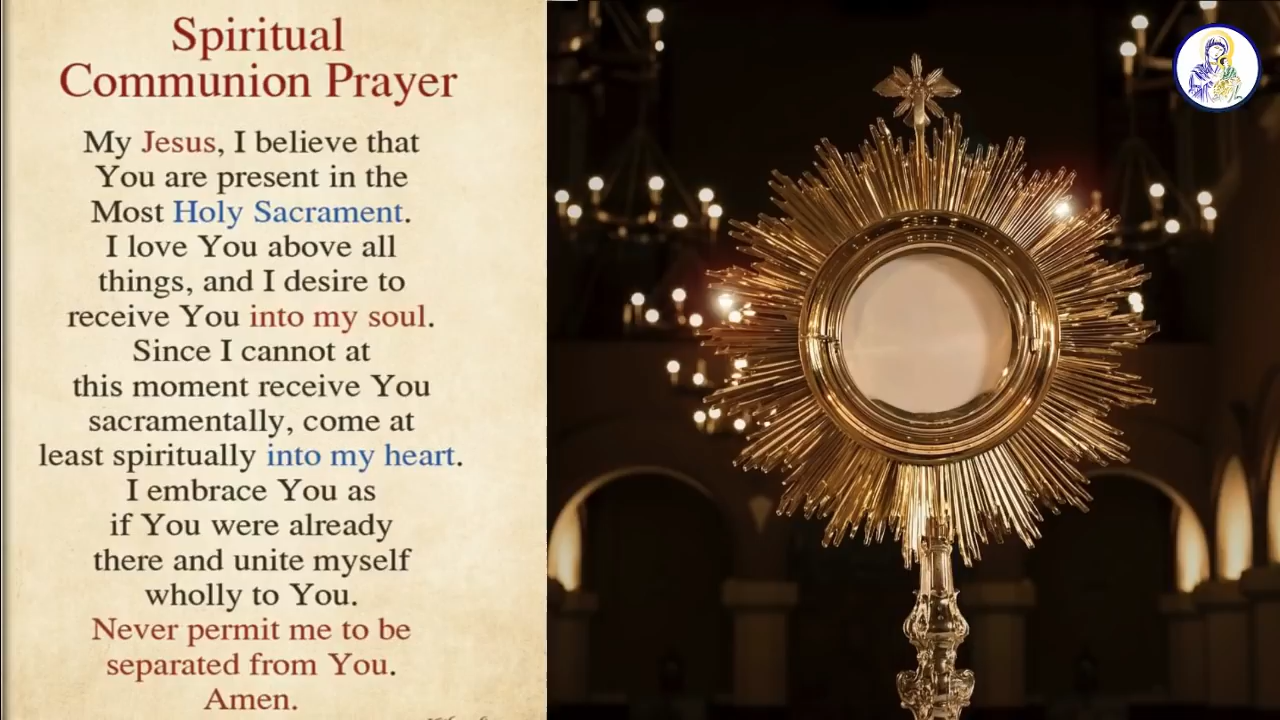 Spiritual
Communion Prayer
My Jesus, I believe that
You are present in the
Most Holy Sacrament.
I love You above all
things, and I desire to
receive You into my soul.
Since I cannot at
this moment receive You
sacramentally, come at
least spiritually into my heart.
I embrace You as
if You were already
there and unite myself
wholly to You.
Never permit me to be
separated from You.
Amen.